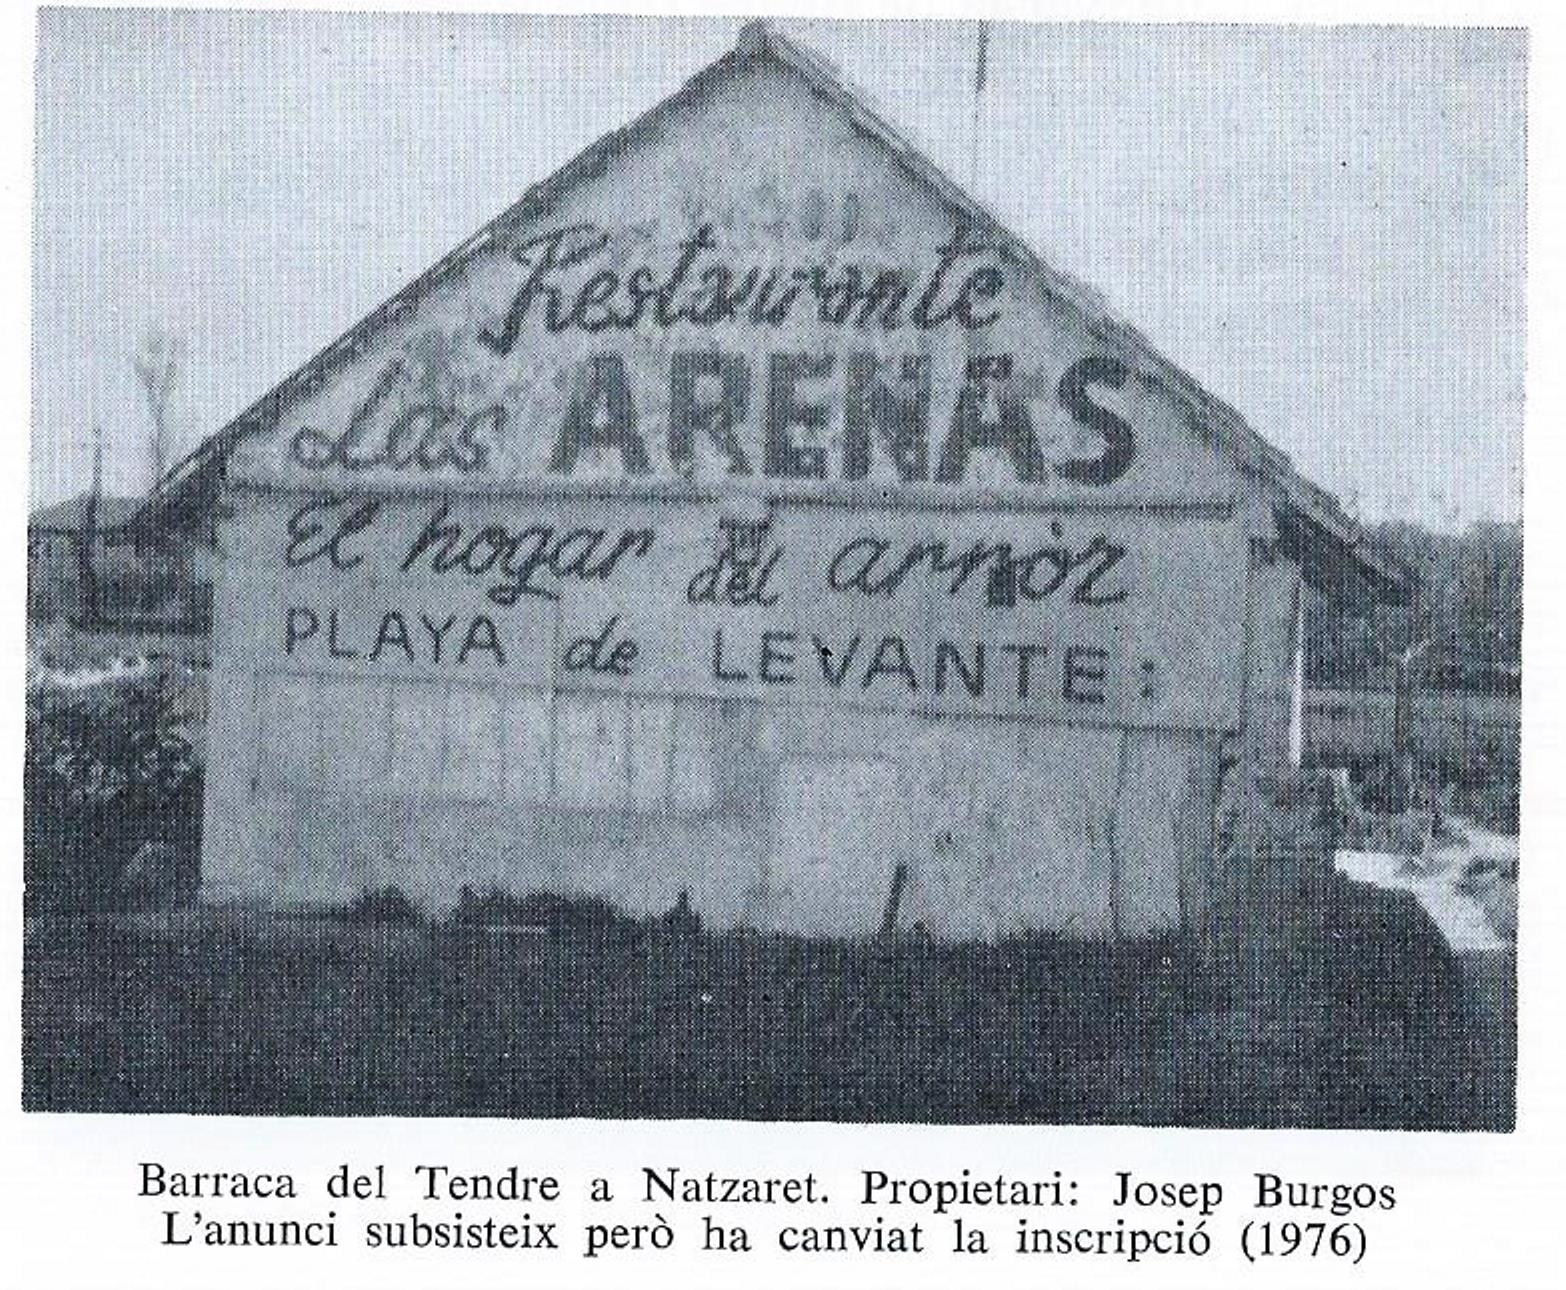 Restaurante
Las ARENAS
El hogar del arròz
PLAYA de LEVANTE:
Barraca del Tendre a Natzaret. Propietari: Josep Burgos
L'anunci subsisteix però ha canviat la inscripció (1976)